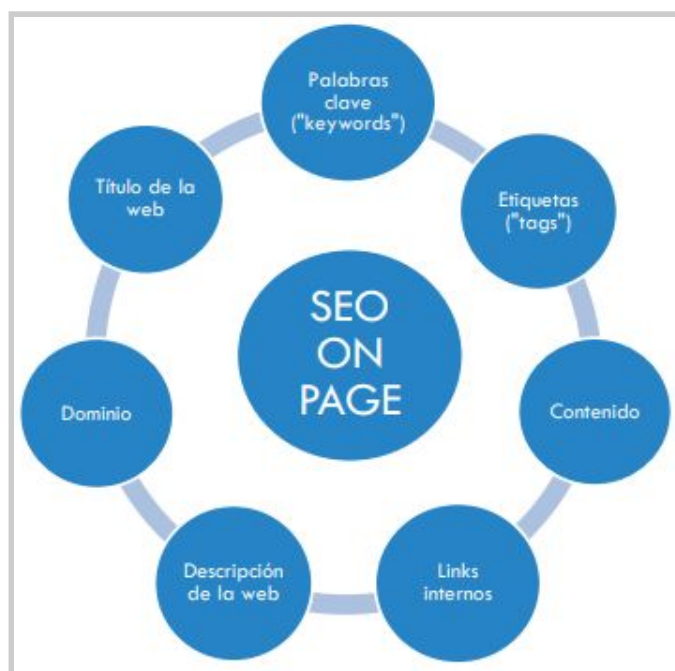 Palabras
clave
("keywords")
Etiquetas
("tags")
Contenido
Links
internos
Descripción
de la web
Dominio
Título de la
web
SEO
ON
PAGE